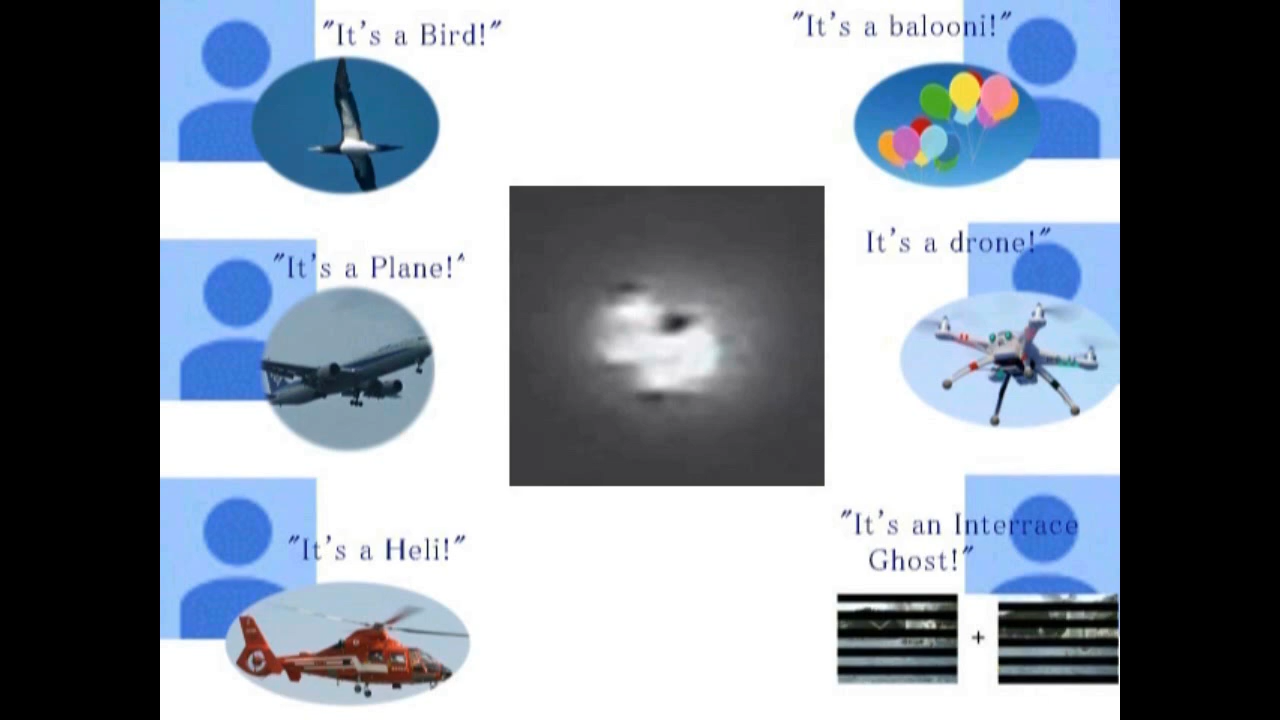 "It's a Bird!"
"It's a balooni!"
"It's a Plane!"
It's a drone!"
"It's a Heli!"
"It's an Interrace
Ghost!"
+